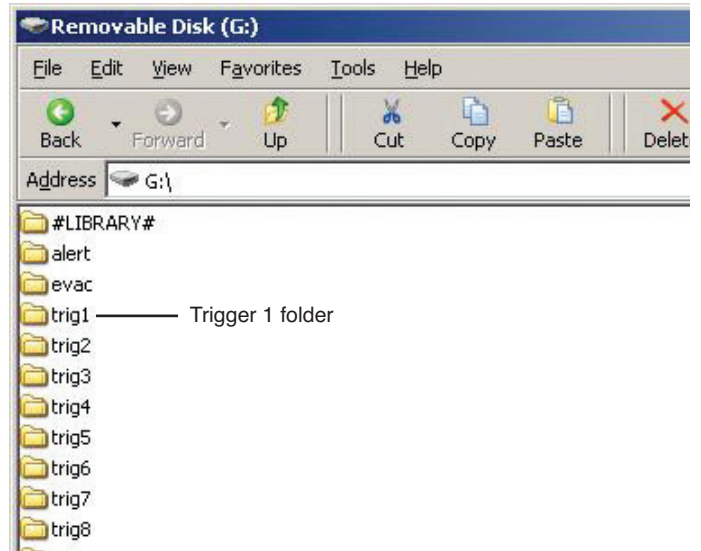 Removable Disk (G:)
File Edit View Favorites Tools Help
Back Forward Up Cut Copy Paste Delet
Address G:\
#LIBRARY#
alert
evac
trig1 Trigger 1 folder
trig2
trig3
trig4
trig5
trig6
trig7
trig8